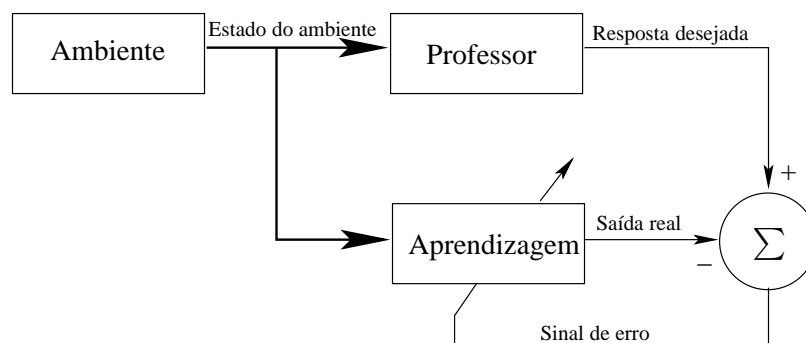 Ambiente
Estado do ambiente
Professor
Resposta desejada
+
Aprendizagem
Saída real
−
Σ
Sinal de erro